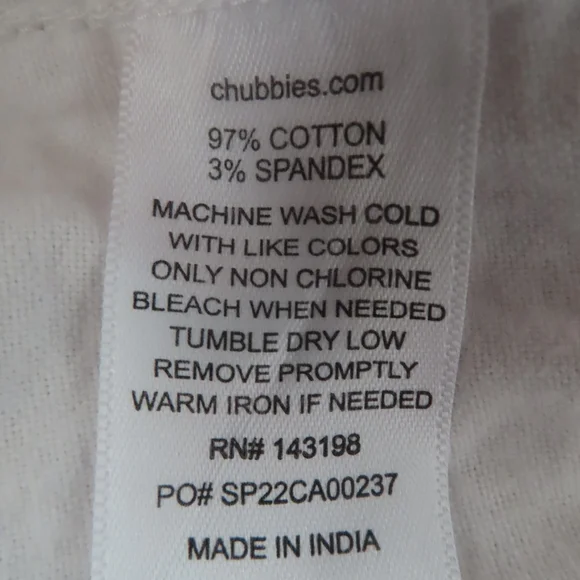 chubbies.com
97% COTTON
3% SPANDEX
MACHINE WASH COLD
WITH LIKE COLORS
ONLY NON CHLORINE
BLEACH WHEN NEEDED
TUMBLE DRY LOW
REMOVE PROMPTLY
WARM IRON IF NEEDED
RN# 143198
PO# SP22CA00237
MADE IN INDIA